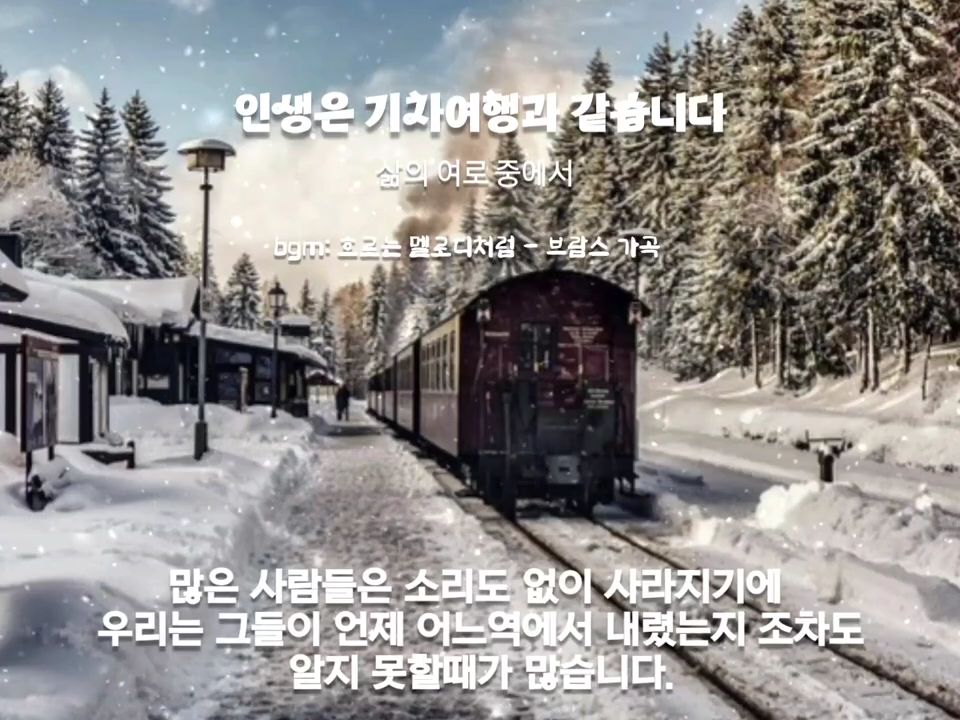 인생은 기차여행과 같습니다
삶의 여로 중에서
bgm: 흐르는 멜로디처럼 - 브람스 가곡
많은 사람들은 소리도 없이 사라지기에
우리는 그들이 언제 어느역에서 내렸는지 조차도
알지 못할때가 많습니다.